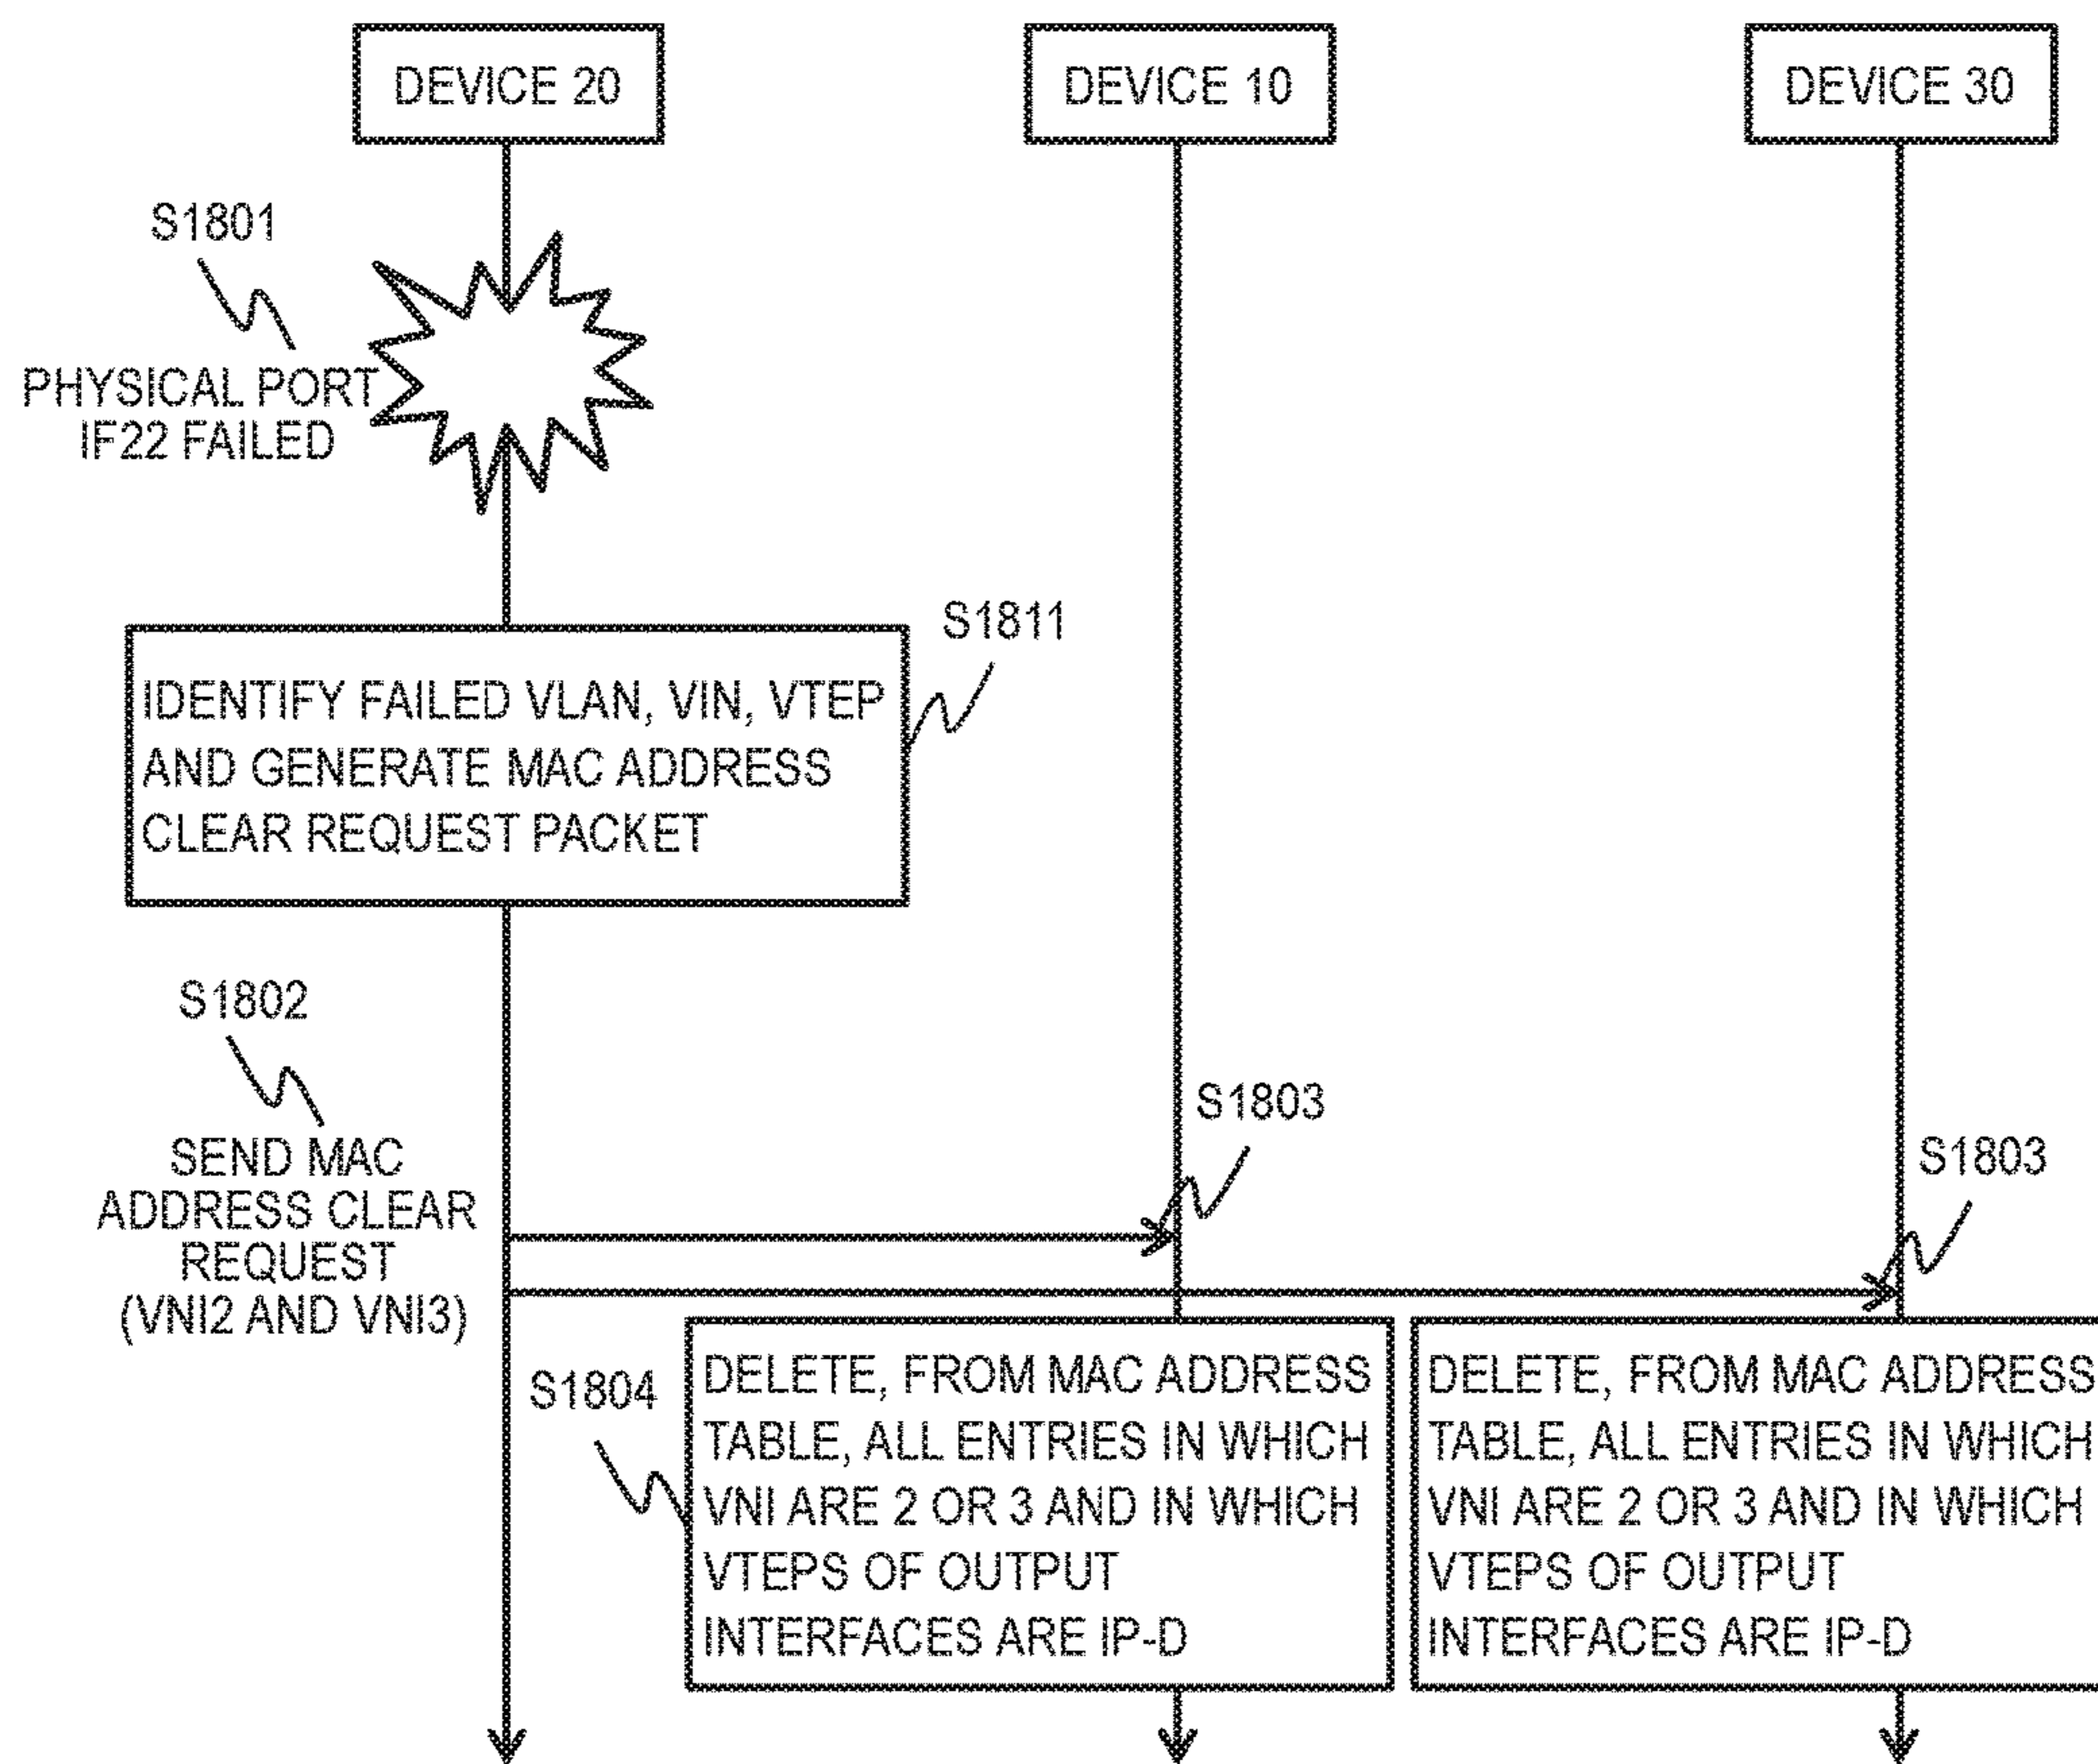 DEVICE 20
DEVICE 10
DEVICE 30
S1801
PHYSICAL PORT
IF22 FAILED
S1811
IDENTIFY FAILED VLAN, VIN, VTEP
AND GENERATE MAC ADDRESS
CLEAR REQUEST PACKET
S1802
SEND MAC
ADDRESS CLEAR
REQUEST
(VNI2 AND VNI3)
S1803
S1803
S1804
DELETE, FROM MAC ADDRESS
TABLE, ALL ENTRIES IN WHICH
VNI ARE 2 OR 3 AND IN WHICH
VTEPS OF OUTPUT
INTERFACES ARE IP-D
DELETE, FROM MAC ADDRESS
TABLE, ALL ENTRIES IN WHICH
VNI ARE 2 OR 3 AND IN WHICH
VTEPS OF OUTPUT
INTERFACES ARE IP-D